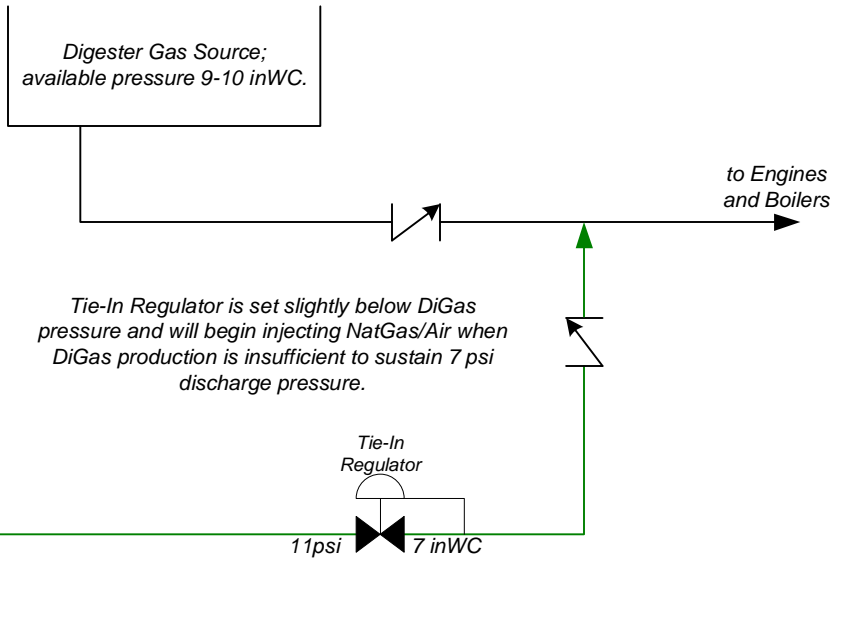 Digester Gas Source;
available pressure 9-10 inWC.
to Engines
and Boilers
Tie-In Regulator is set slightly below DiGas
pressure and will begin injecting NatGas/Air when
DiGas production is insufficient to sustain 7 psi
discharge pressure.
Tie-In
Regulator
11psi
7 inWC